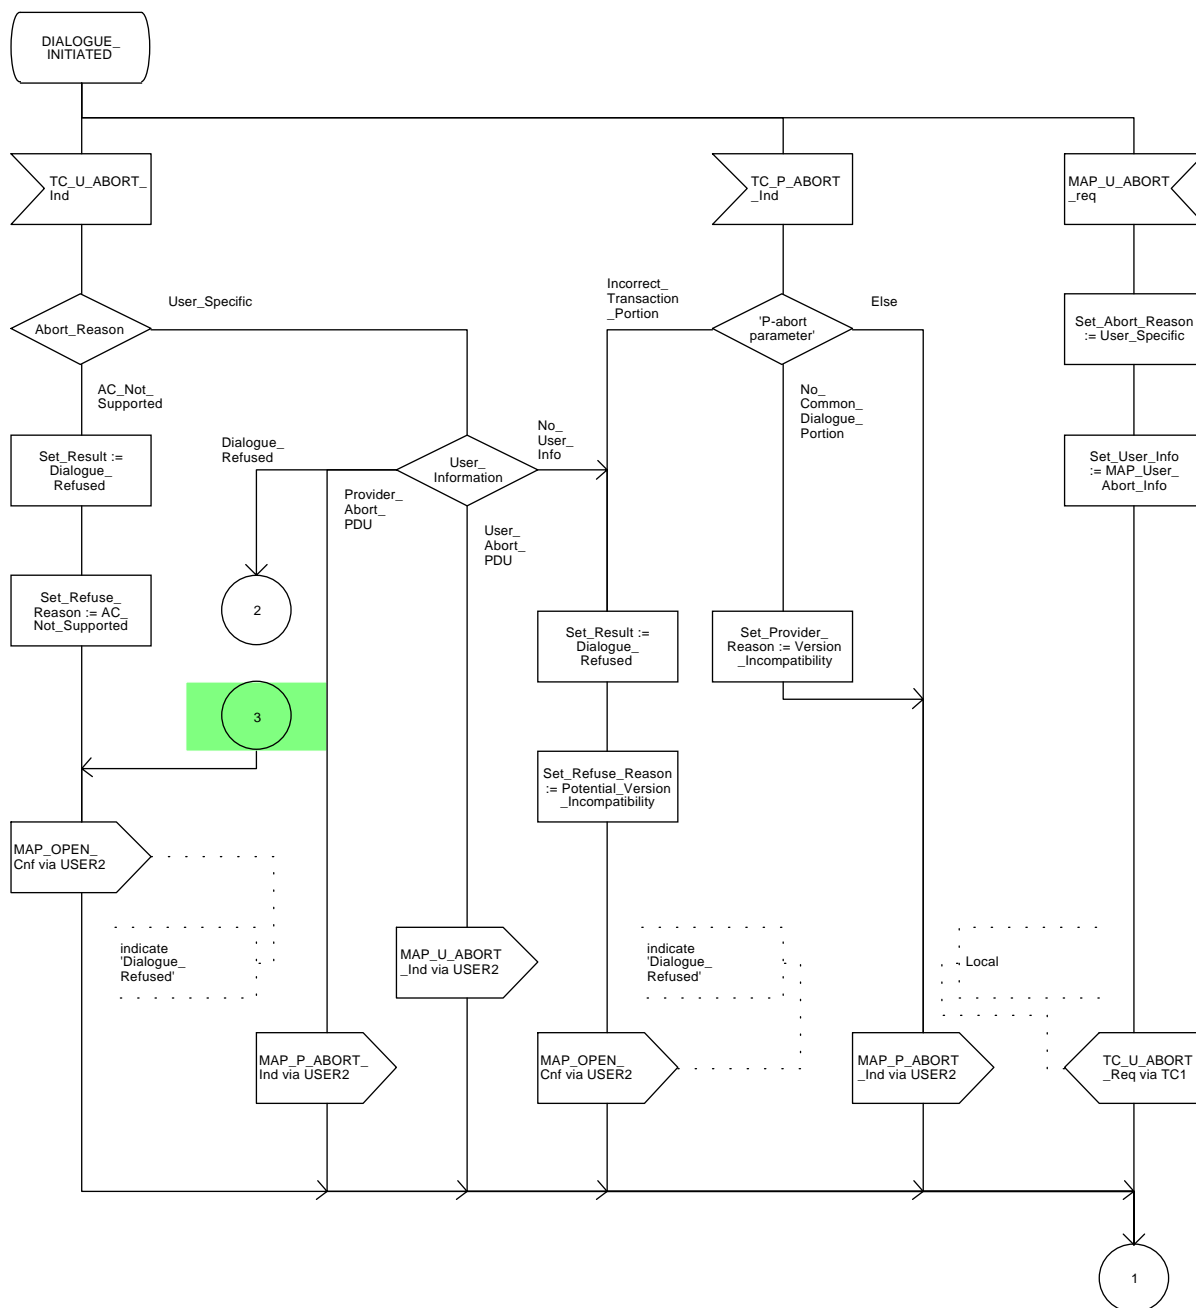 DIALOGUE_
INITIATED
TC_U_ABORT_
Ind
TC_P_ABORT
_Ind
MAP_U_ABORT
_req
Abort_Reason
User_Specific
Incorrect_
Transaction
_Portion
'P-abort
parameter'
Else
Set_Abort_Reason
:= User_Specific
AC_Not_
Supported
No_
Common_
Dialogue_
Portion
Set_Result :=
Dialogue_
Refused
Dialogue_
Refused
Provider_
Abort_
PDU
User_
Information
No_
User_
Info
User_
Abort_
PDU
Set_User_Info
:= MAP_User_
Abort_Info
Set_Refuse_
Reason := AC_
Not_Supported
2
Set_Result :=
Dialogue_
Refused
Set_Provider_
Reason := Version
_Incompatibility
3
Set_Refuse_Reason
:= Potential_Version
_Incompatibility
MAP_OPEN_
Cnf via USER2
indicate
'Dialogue_
Refused'
MAP_U_ABORT
_Ind via USER2
indicate
'Dialogue_
Refused'
Local
MAP_P_ABORT_
Ind via USER2
MAP_OPEN_
Cnf via USER2
MAP_P_ABORT
_Ind via USER2
TC_U_ABORT
_Req via TC1
1